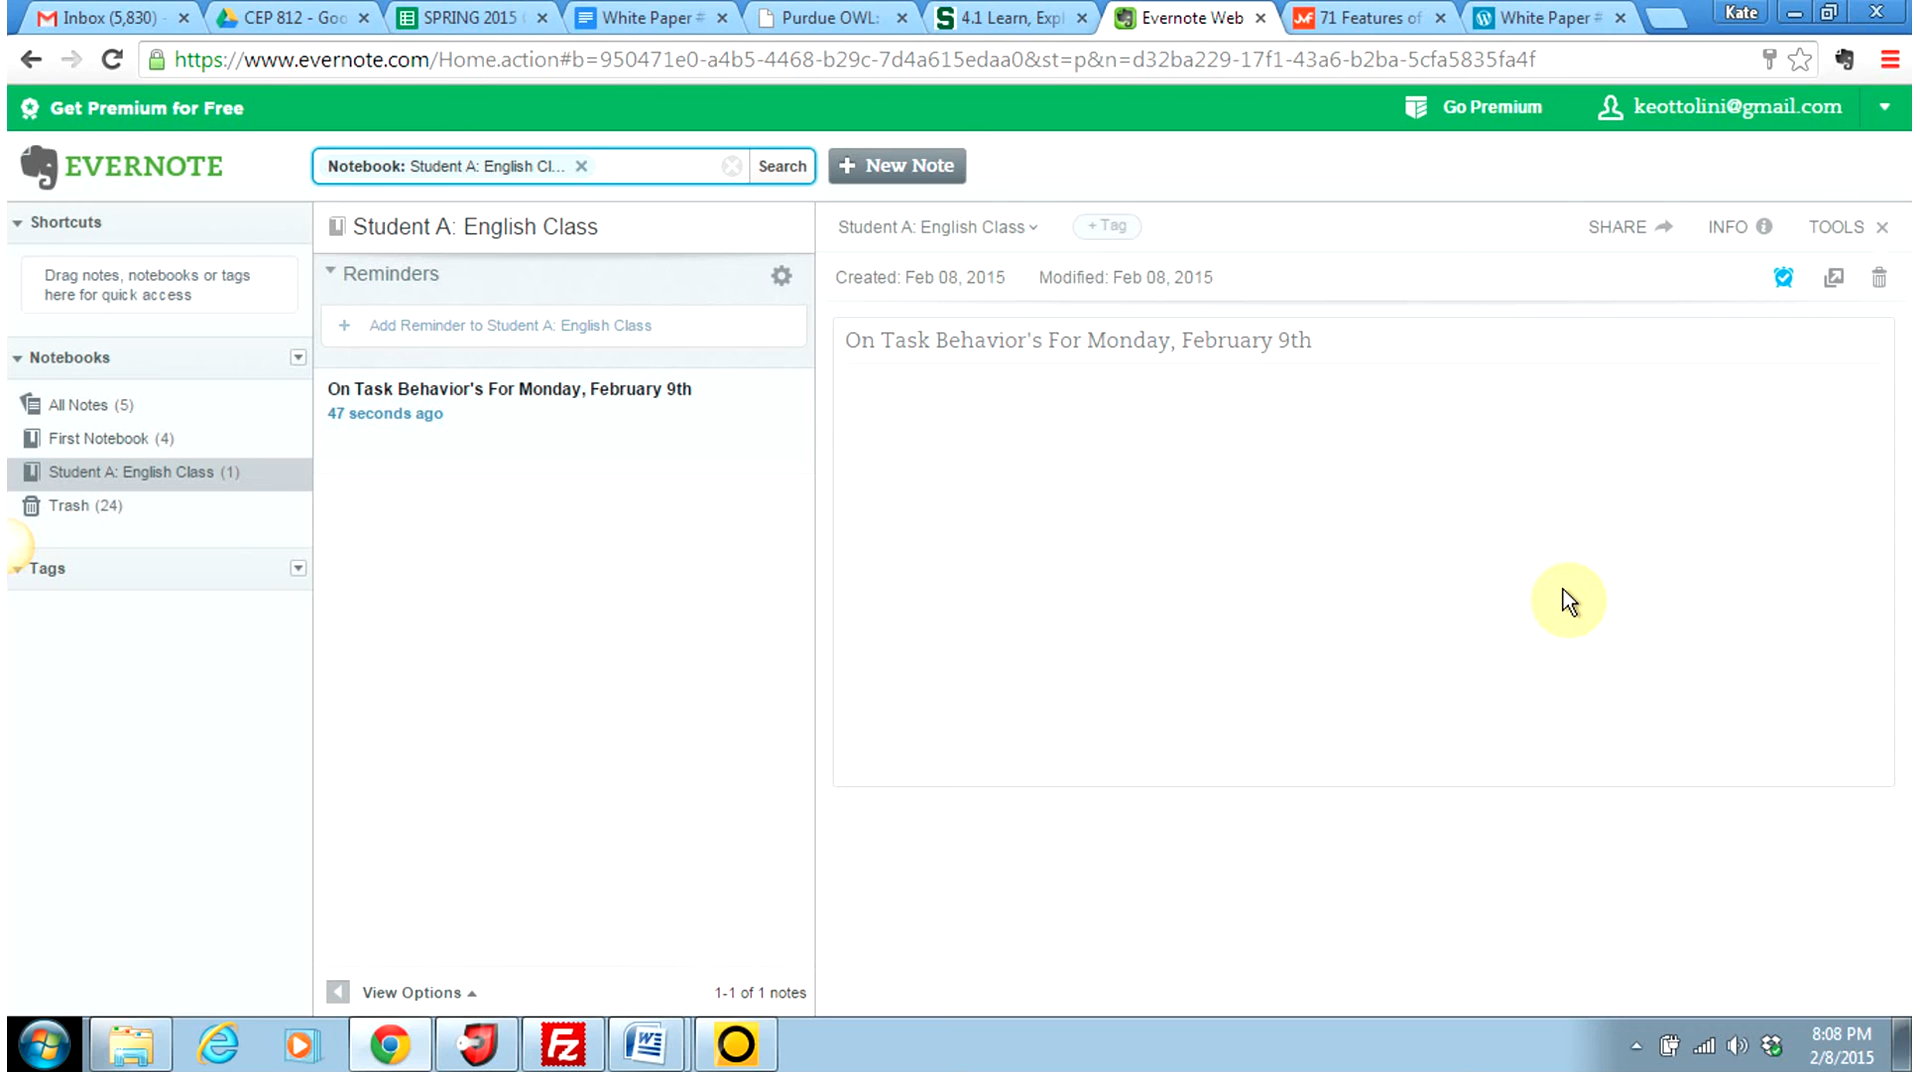 Inbox (5,830) -
CEP 812 - Goo
SPRING 2015
White Paper #
Purdue OWL:
4.1 Learn, Expl
Evernote Web
71 Features of
White Paper #
Kate
https://www.evernote.com/Home.action#b=950471e0-a4b5-4468-b29c-7d4a615edaa0&st=p&n=d32ba229-17f1-43a6-b2ba-5cfa5835fa4f
Get Premium for Free
Go Premium
keottolini@gmail.com
EVERNOTE
Notebook: Student A: English Cl...
Search
+ New Note
Shortcuts
Drag notes, notebooks or tags
here for quick access
Notebooks
All Notes (5)
First Notebook (4)
Student A: English Class (1)
Trash (24)
Tags
Student A: English Class
Reminders
+ Add Reminder to Student A: English Class
On Task Behavior's For Monday, February 9th
47 seconds ago
View Options
1-1 of 1 notes
Student A: English Class
+ Tag
SHARE
INFO
TOOLS
Created: Feb 08, 2015
Modified: Feb 08, 2015
On Task Behavior's For Monday, February 9th
8:08 PM
2/8/2015